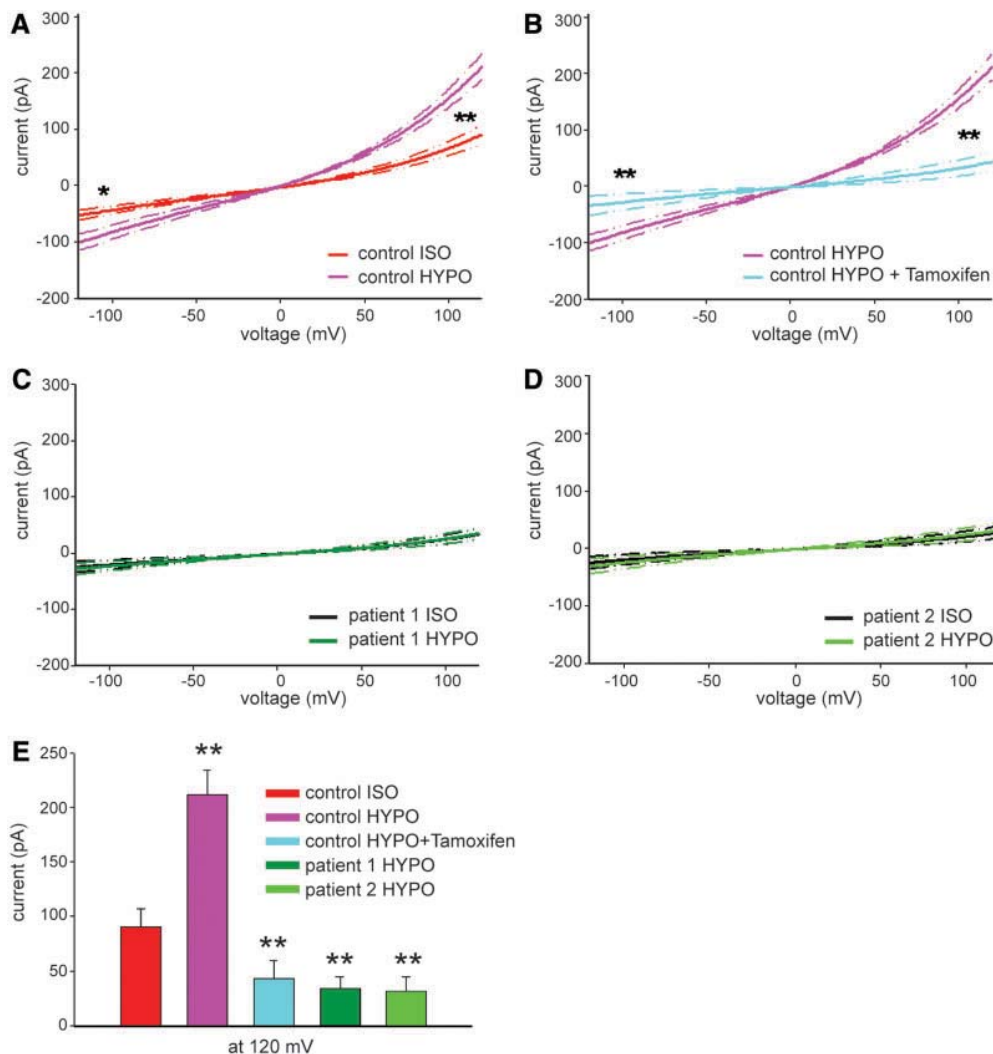 A
300
200
100
0
-100
-200
current (pA)
**
*
control ISO
control HYPO
-100
-50
0
50
100
voltage (mV)
B
300
200
100
0
-100
-200
current (pA)
**
**
control HYPO
control HYPO + Tamoxifen
-100
-50
0
50
100
voltage (mV)
C
300
200
100
0
-100
-200
current (pA)
patient 1 ISO
patient 1 HYPO
-100
-50
0
50
100
voltage (mV)
D
300
200
100
0
-100
-200
current (pA)
patient 2 ISO
patient 2 HYPO
-100
-50
0
50
100
voltage (mV)
E
250
200
150
100
50
0
current (pA)
**
control ISO
control HYPO
control HYPO+Tamoxifen
patient 1 HYPO
patient 2 HYPO
** ** **
at 120 mV